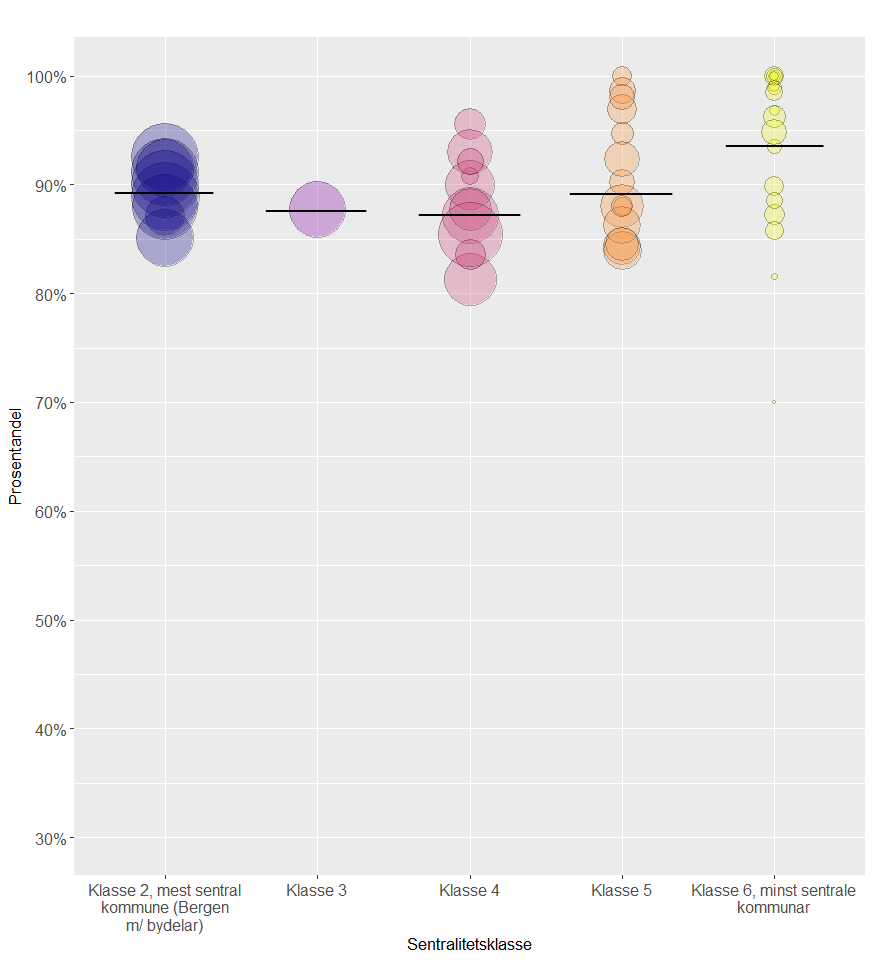 100%
90%
80%
70%
60%
50%
40%
30%
Prosentandel
Klasse 2, mest sentral
kommune (Bergen
m/ bydelar)
Klasse 3
Klasse 4
Klasse 5
Klasse 6, minst sentrale
kommunar
Sentralitetsklasse